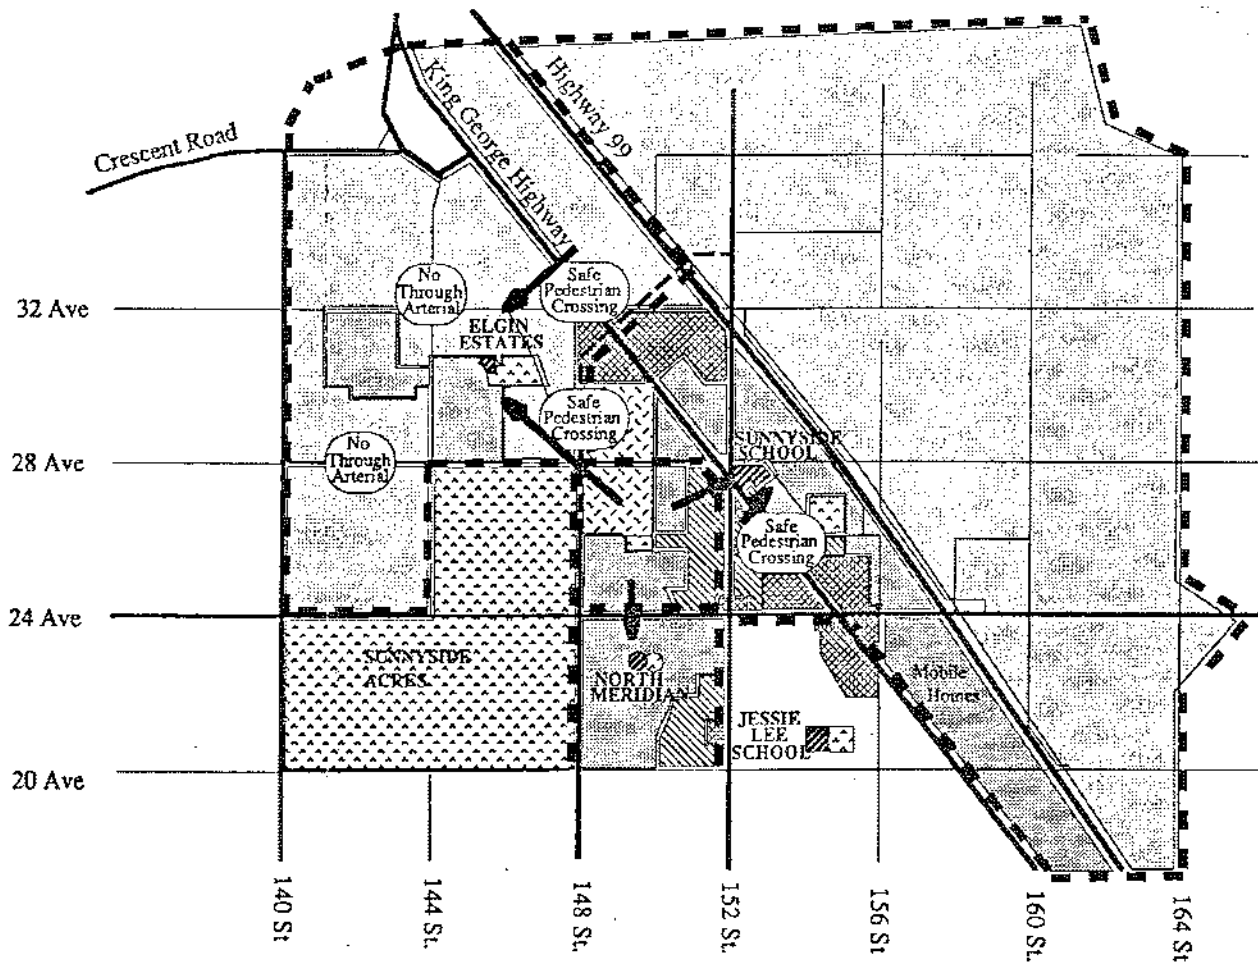 Crescent Road
King George Highway
Highway 99
No
Through
Arterial
Safe
Pedestrian
Crossing
32 Ave
ELGIN
ESTATES
Safe
Pedestrian
Crossing
SUNNYSIDE
SCHOOL
No
Through
Arterial
28 Ave
Safe
Pedestrian
Crossing
24 Ave
SUNNYSIDE
ACRES
NORTH
MERIDIAN
Mobile
Homes
JESSIE
LEE
SCHOOL
20 Ave
140 St
144 St.
148 St.
152 St.
156 St
160 St.
164 St.